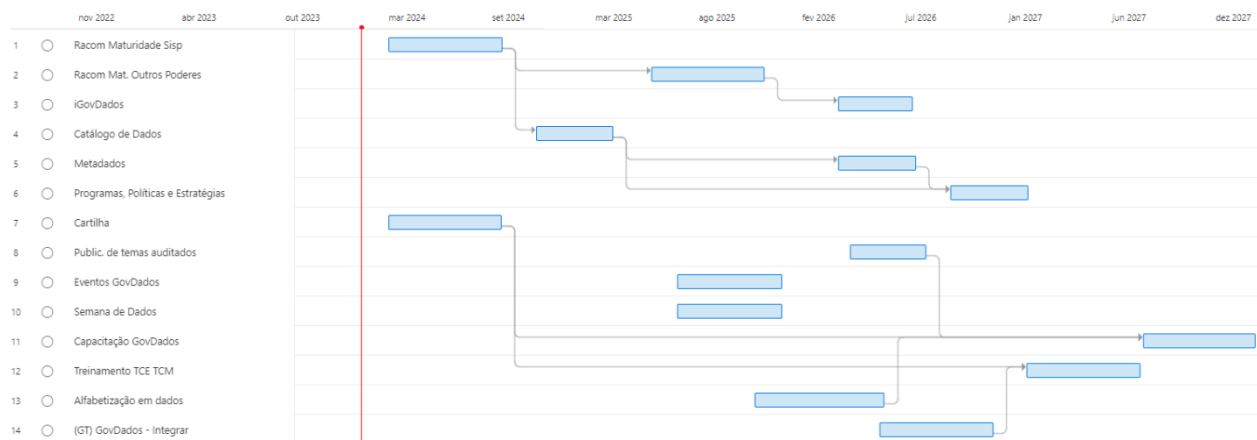 nov 2022 abr 2023 out 2023 mar 2024 set 2024 mar 2025 ago 2025 fev 2026 jul 2026 jan 2027 jun 2027 dez 2027
1 Racom Maturidade Sisp
2 Racom Mat. Outros Poderes
3 iGovDados
4 Catálogo de Dados
5 Metadados
6 Programas, Políticas e Estratégias
7 Cartilha
8 Public. de temas auditados
9 Eventos GovDados
10 Semana de Dados
11 Capacitação GovDados
12 Treinamento TCE TCM
13 Alfabetização em dados
14 (GT) GovDados - Integrar